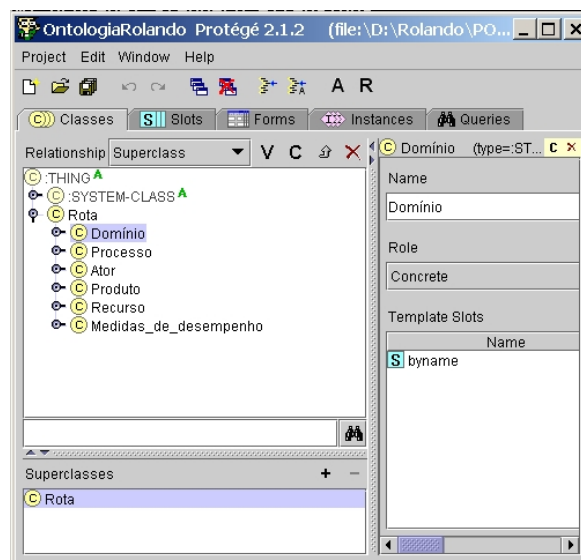 OntologiaRolando Protégé 2.1.2 (file:\D:\Rolando\PO...
Project Edit Window Help
A R
C Classes S Slots Forms Instances Queries
Relationship Superclass V C
C Domínio (type=:ST... C ×
C :THING A
C :SYSTEM-CLASS A
C Rota
C Domínio
C Processo
C Ator
C Produto
C Recurso
C Medidas_de_desempenho
Superclasses + −
C Rota
Name
Domínio
Role
Concrete
Template Slots
Name
S byname